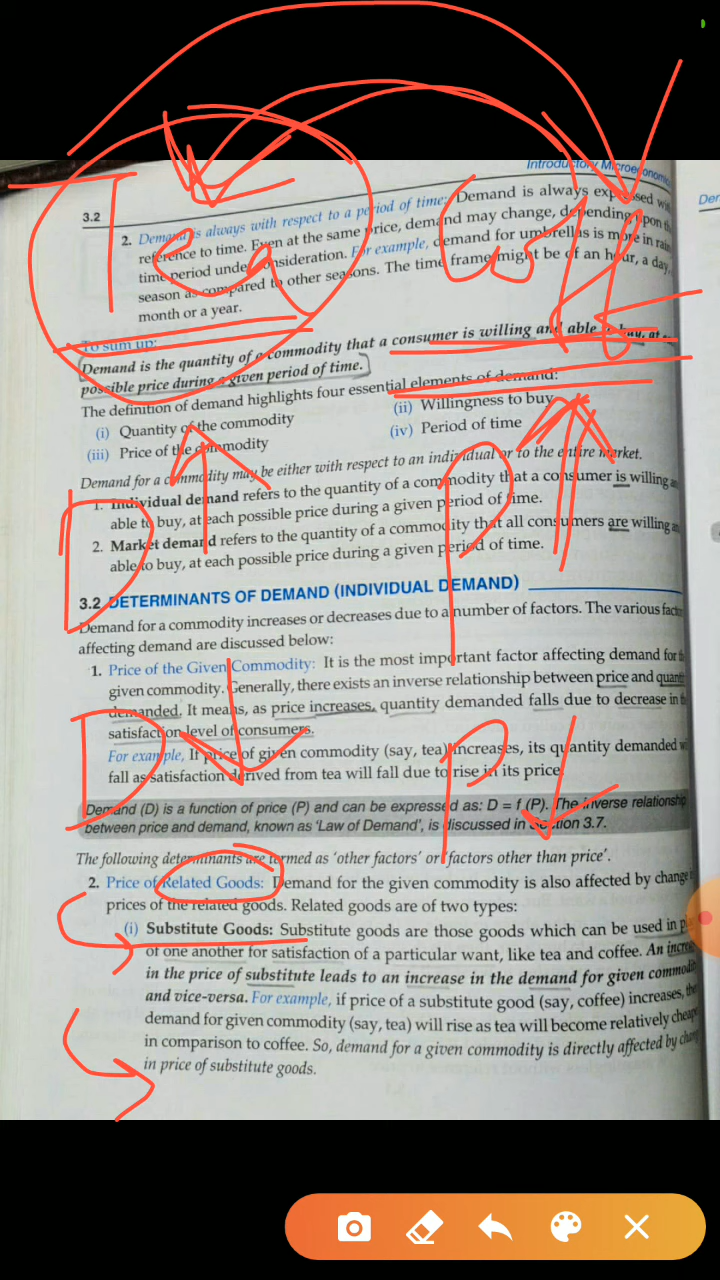 Introductory Microeconomic
3.2
Der
2. Demand is always with respect to a period of time: Demand is always expressed wi
reference to time. Even at the same price, demand may change, depending upon th
time period under consideration. For example, demand for umbrellas is more in rain
season as compared to other seasons. The time frame might be of an hour, a day,
month or a year.
To sum up:
Demand is the quantity of a commodity that a consumer is willing and able to buy, at
possible price during a given period of time.
The definition of demand highlights four essential elements of demand:
(i) Quantity of the commodity (ii) Willingness to buy
(iii) Price of the commodity (iv) Period of time
Demand for a commodity may be either with respect to an individual or to the entire market.
1. Individual demand refers to the quantity of a commodity that a consumer is willing
able to buy, at each possible price during a given period of time.
2. Market demand refers to the quantity of a commodity that all consumers are willing
able to buy, at each possible price during a given period of time.
3.2 DETERMINANTS OF DEMAND (INDIVIDUAL DEMAND)
Demand for a commodity increases or decreases due to a number of factors. The various facto
affecting demand are discussed below:
1. Price of the Given Commodity: It is the most important factor affecting demand for th
given commodity. Generally, there exists an inverse relationship between price and quanti
demanded. It means, as price increases, quantity demanded falls due to decrease in th
satisfaction level of consumers.
For example, If price of given commodity (say, tea) increases, its quantity demanded wi
fall as satisfaction derived from tea will fall due to rise in its price.
Demand (D) is a function of price (P) and can be expressed as: D = f (P). The inverse relationship
between price and demand, known as 'Law of Demand', is discussed in Section 3.7.
The following determinants are termed as 'other factors' or 'factors other than price'.
2. Price of Related Goods: Demand for the given commodity is also affected by change
prices of the related goods. Related goods are of two types:
(i) Substitute Goods: Substitute goods are those goods which can be used in p
of one another for satisfaction of a particular want, like tea and coffee. An increa
in the price of substitute leads to an increase in the demand for given commodit
and vice-versa. For example, if price of a substitute good (say, coffee) increases, the
demand for given commodity (say, tea) will rise as tea will become relatively cheape
in comparison to coffee. So, demand for a given commodity is directly affected by chang
in price of substitute goods.
Tea
D
P
D
P